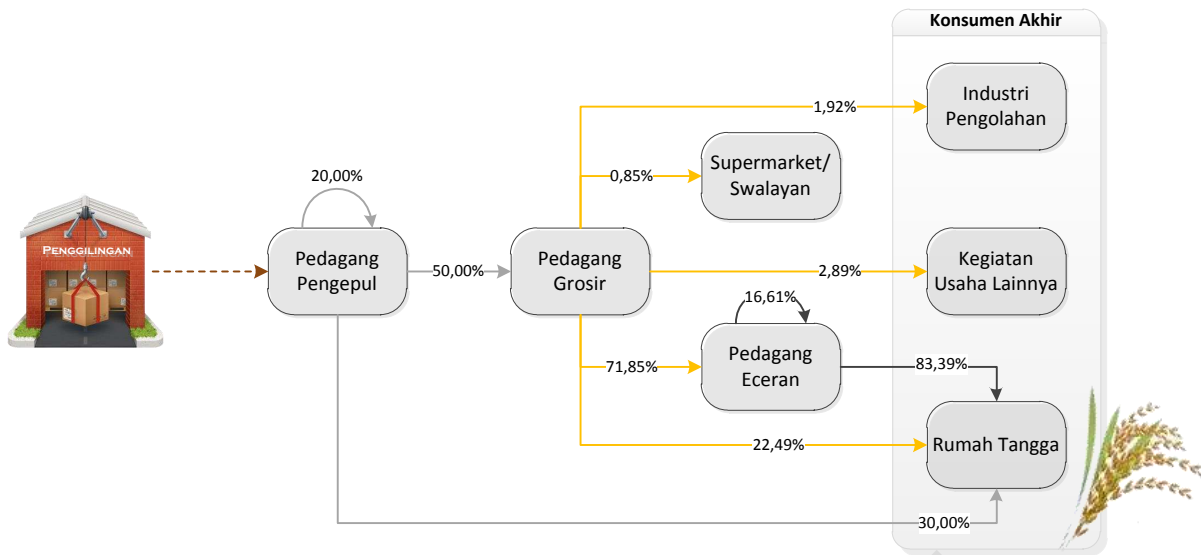 Konsumen Akhir
Industri
Pengolahan
1,92%
Supermarket/
Swalayan
0,85%
20,00%
PENGGILINGAN
Pedagang
Pengepul
50,00%
Pedagang
Grosir
2,89%
Kegiatan
Usaha Lainnya
16,61%
Pedagang
Eceran
71,85%
83,39%
22,49%
Rumah Tangga
30,00%